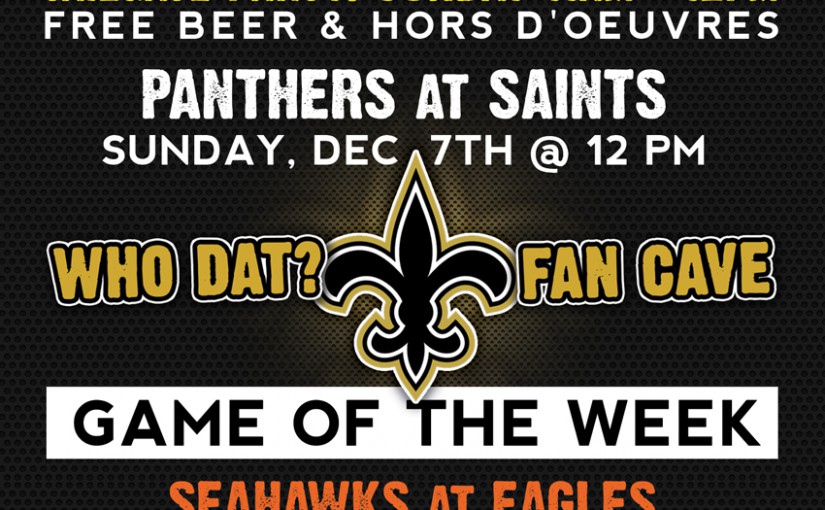 FREE BEER & HORS D'OEUVRES
PANTHERS AT SAINTS
SUNDAY, DEC 7TH @ 12 PM
WHO DAT? FAN CAVE
GAME OF THE WEEK
SEAHAWKS AT EAGLES